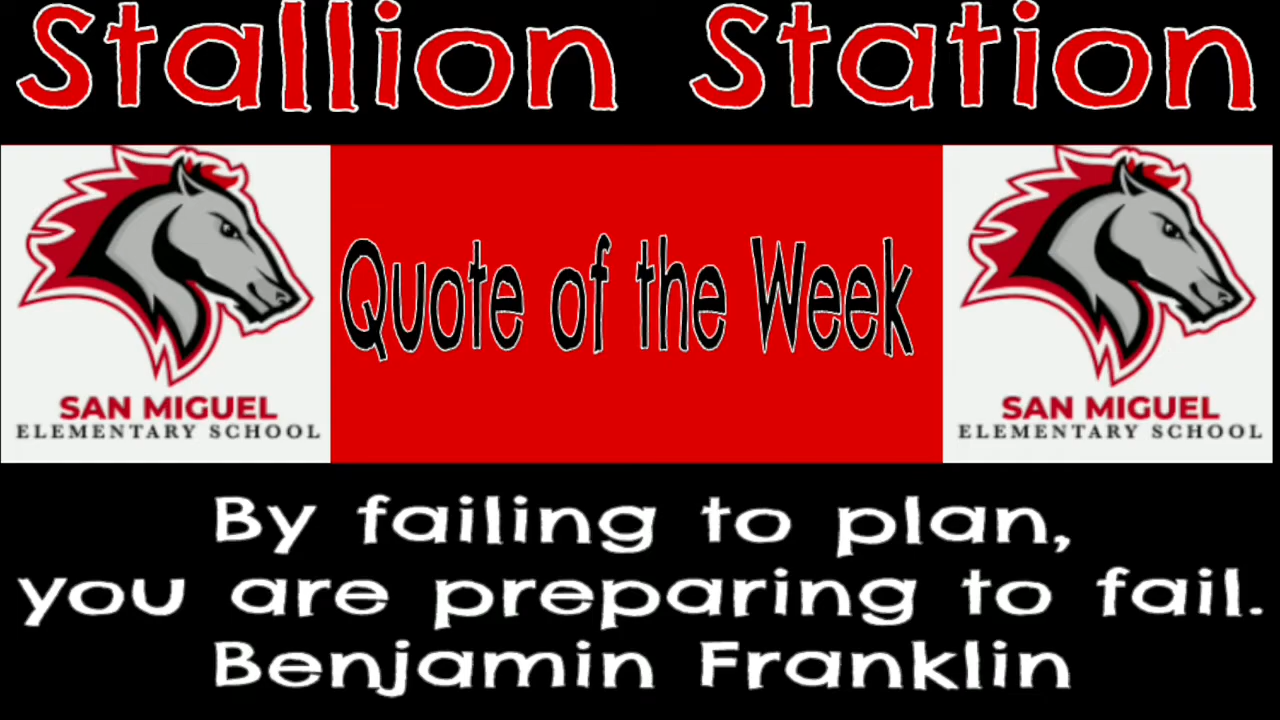 Stallion Station
Quote of the Week
SAN MIGUEL
ELEMENTARY SCHOOL
SAN MIGUEL
ELEMENTARY SCHOOL
By failing to plan,
you are preparing to fail.
Benjamin Franklin